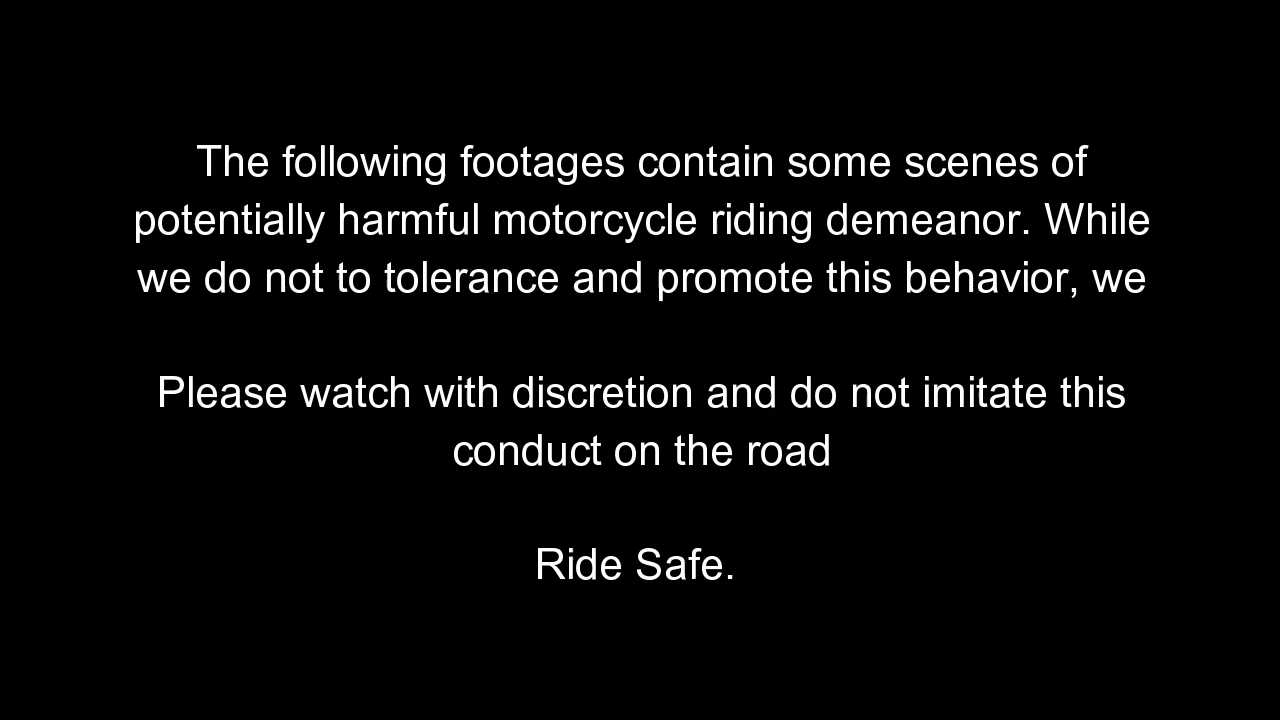 The following footages contain some scenes of
potentially harmful motorcycle riding demeanor. While
we do not to tolerance and promote this behavior, we
Please watch with discretion and do not imitate this
conduct on the road
Ride Safe.